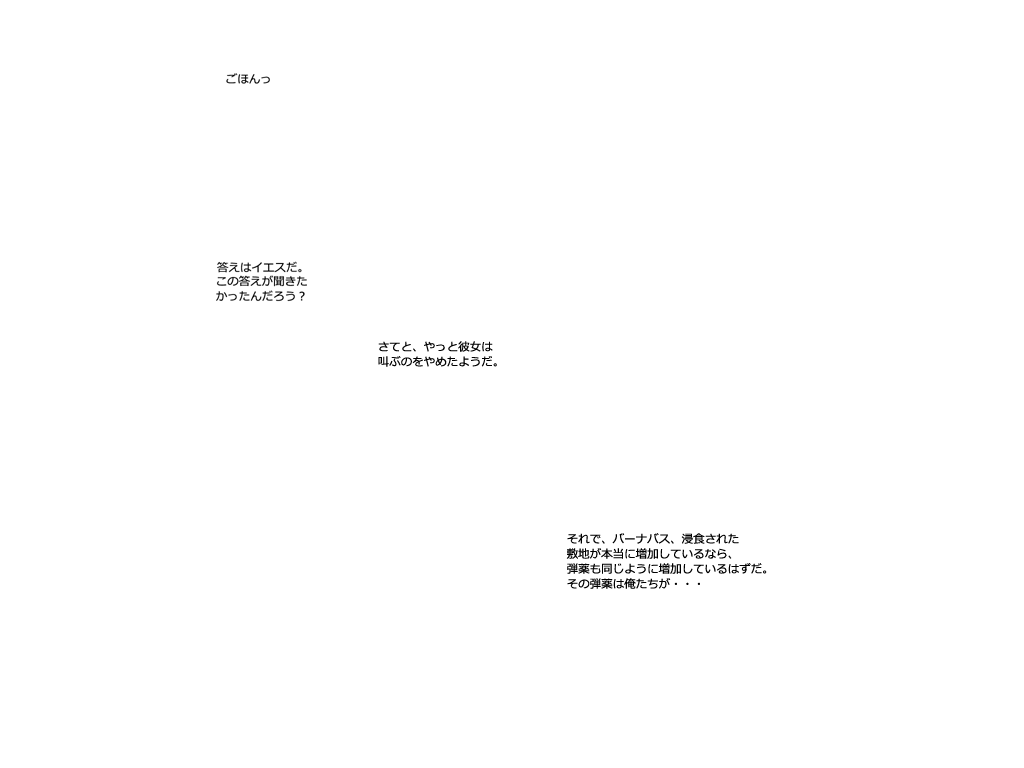 ごほんっ
答えはイエスだ。
この答えが聞きた
かったんだろう？
さてと、やっと彼女は
叫ぶのをやめたようだ。
それで、バーナバス、浸食された
敷地が本当に増加しているなら、
弾薬も同じように増加しているはずだ。
その弾薬は俺たちが・・・